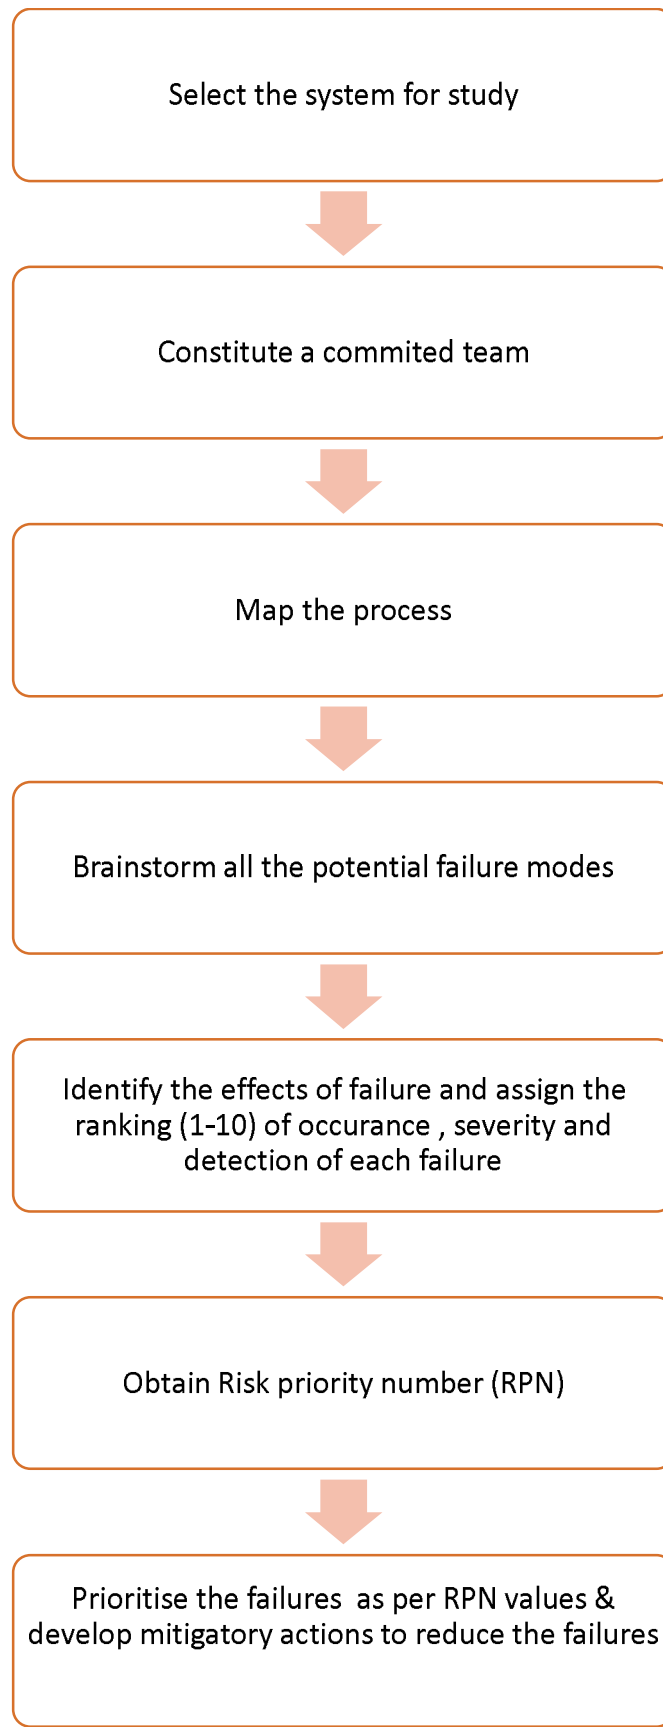 Select the system for study
Constitute a commited team
Map the process
Brainstorm all the potential failure modes
Identify the effects of failure and assign the
ranking (1-10) of occurance , severity and
detection of each failure
Obtain Risk priority number (RPN)
Prioritise the failures  as per RPN values &
develop mitigatory actions to reduce the failures